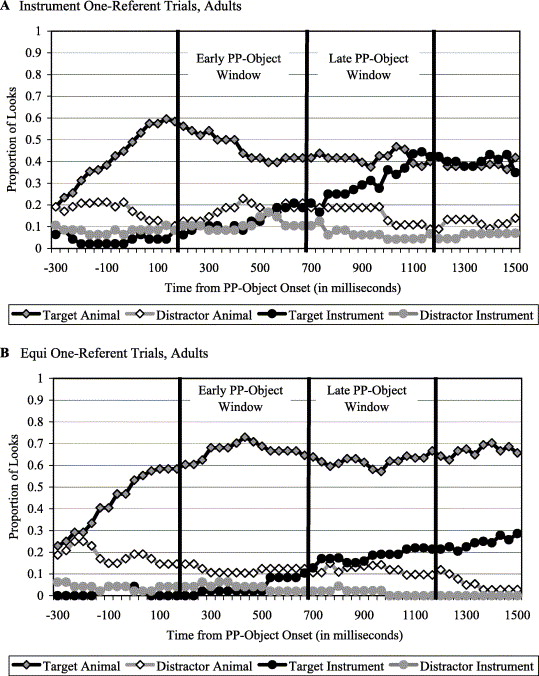 A Instrument One-Referent Trials, Adults
Early PP-Object Window
Late PP-Object Window
Proportion of Looks
1
0.9
0.8
0.7
0.6
0.5
0.4
0.3
0.2
0.1
0
-300 -100 100 300 500 700 900 1100 1300 1500
Time from PP-Object Onset (in milliseconds)
Target Animal Distractor Animal Target Instrument Distractor Instrument
B Equi One-Referent Trials, Adults
Early PP-Object Window
Late PP-Object Window
Proportion of Looks
1
0.9
0.8
0.7
0.6
0.5
0.4
0.3
0.2
0.1
0
-300 -100 100 300 500 700 900 1100 1300 1500
Time from PP-Object Onset (in milliseconds)
Target Animal Distractor Animal Target Instrument Distractor Instrument